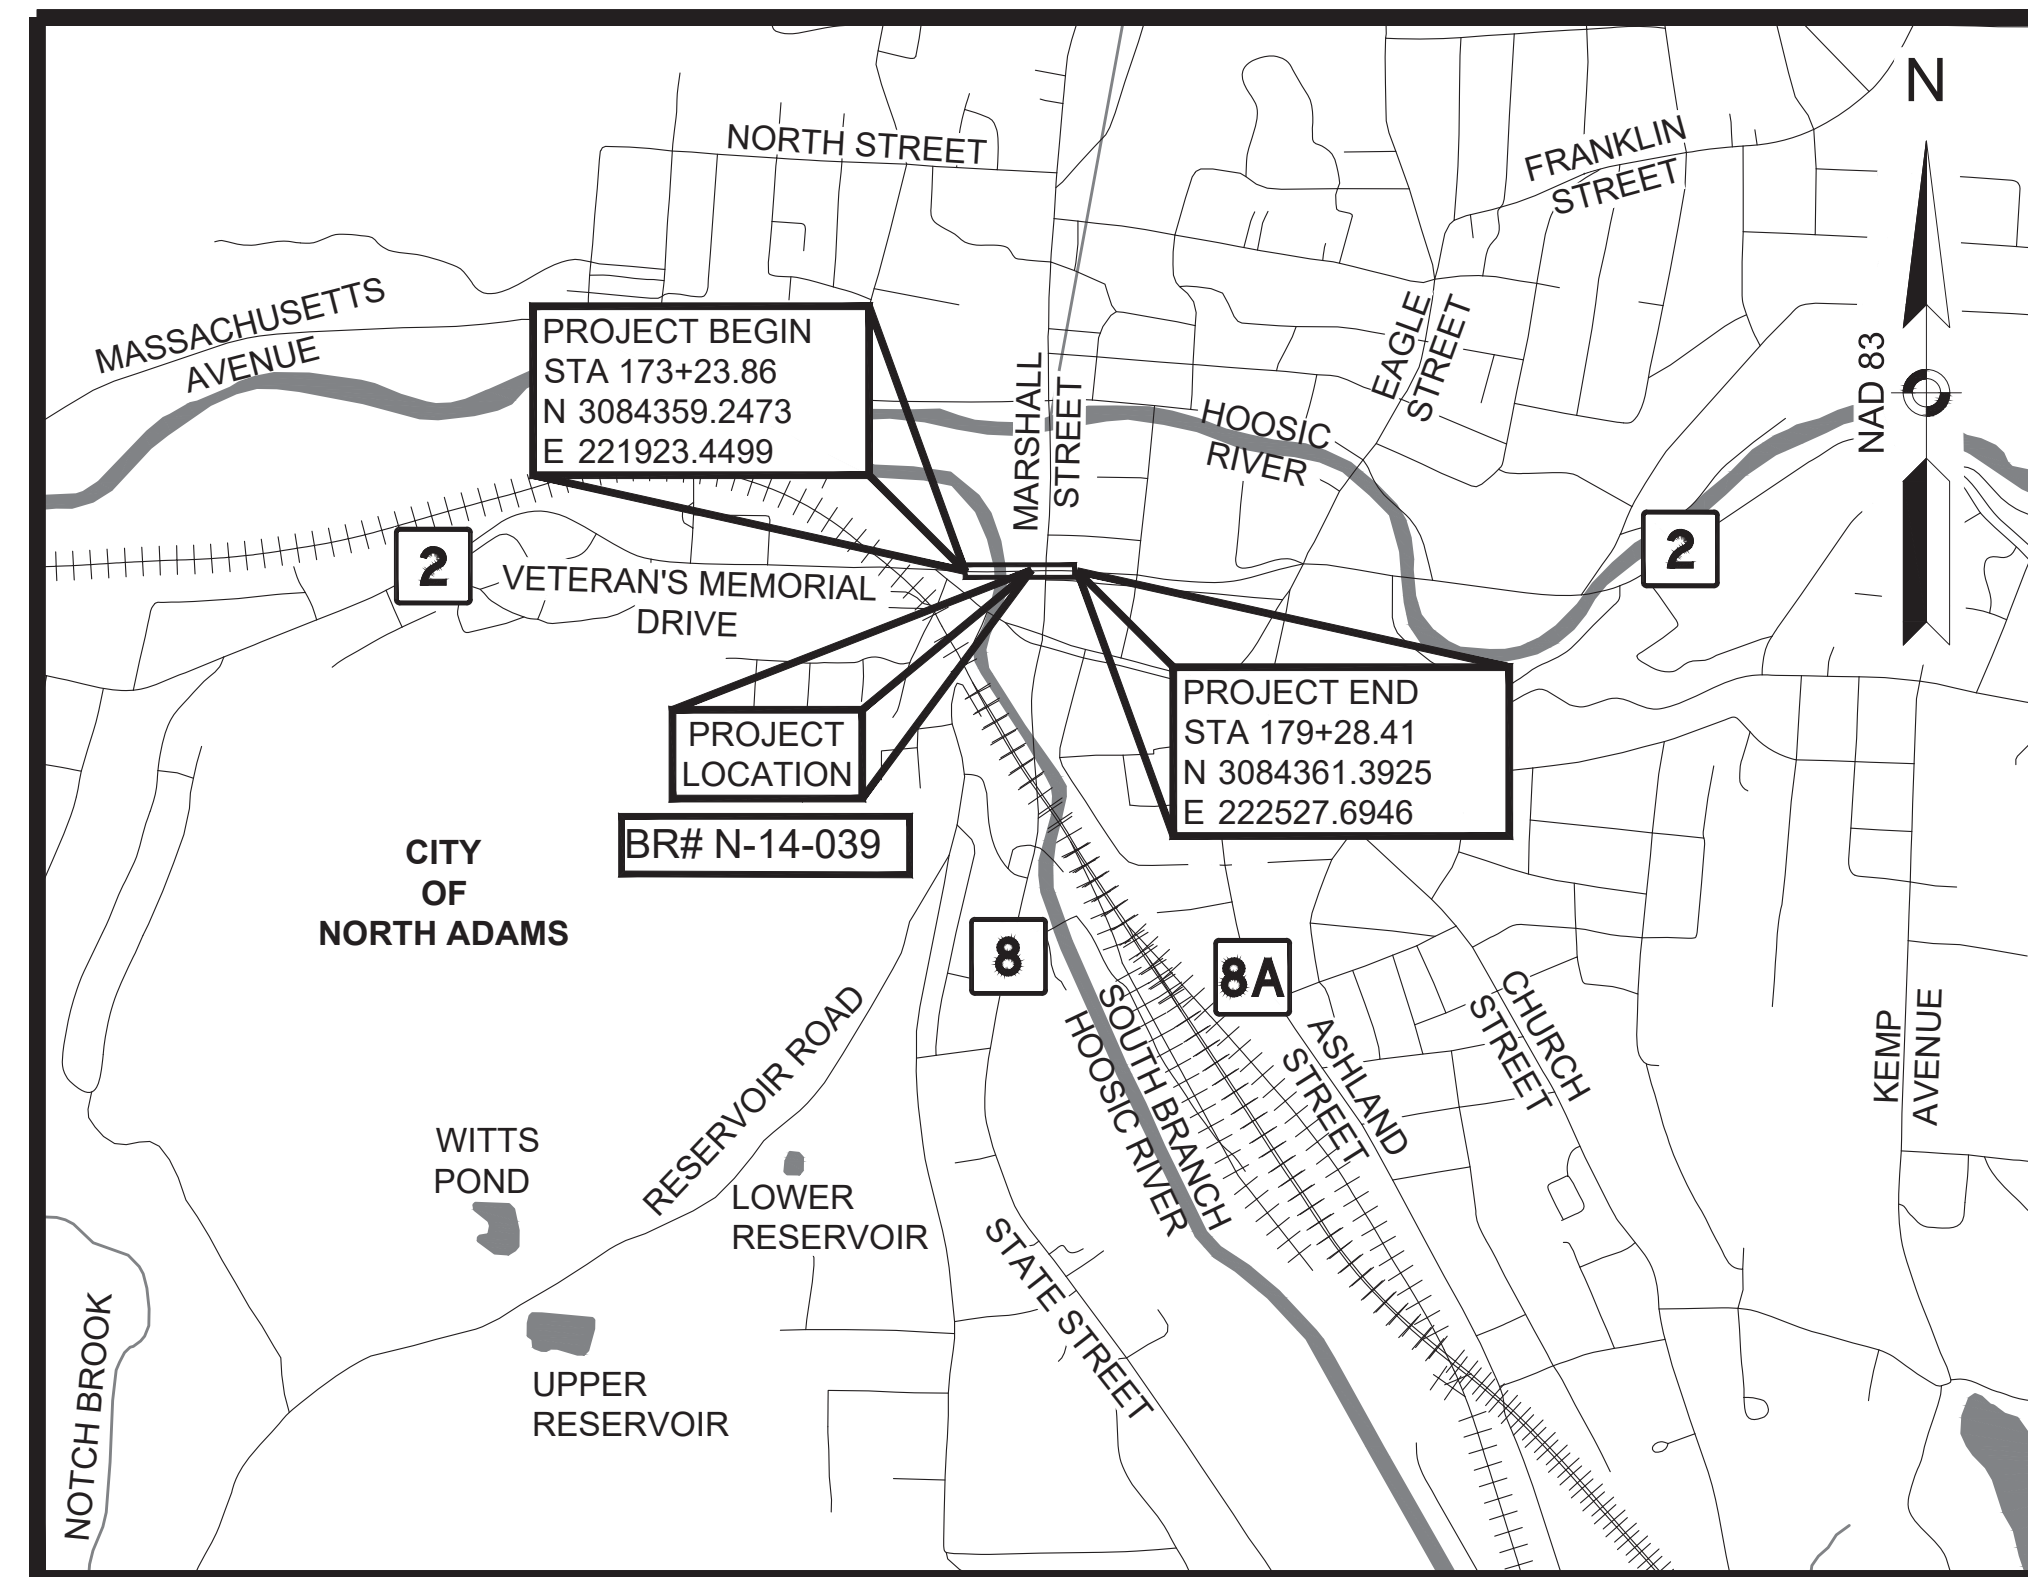 N
NORTH STREET
FRANKLIN
STREET
MASSACHUSETTS
AVENUE
PROJECT BEGIN
STA 173+23.86
N 3084359.2473
E 221923.4499
MARSHALL
STREET
EAGLE
STREET
HOOSIC
RIVER
NAD 83
2
2
VETERAN'S MEMORIAL
DRIVE
PROJECT
LOCATION
PROJECT END
STA 179+28.41
N 3084361.3925
E 222527.6946
BR# N-14-039
CITY
OF
NORTH ADAMS
8
8A
SOUTH BRANCH
HOOSIC RIVER
ASHLAND
STREET
CHURCH
STREET
KEMP
AVENUE
RESERVOIR ROAD
WITTS
POND
LOWER
RESERVOIR
STATE STREET
UPPER
RESERVOIR
NOTCH BROOK